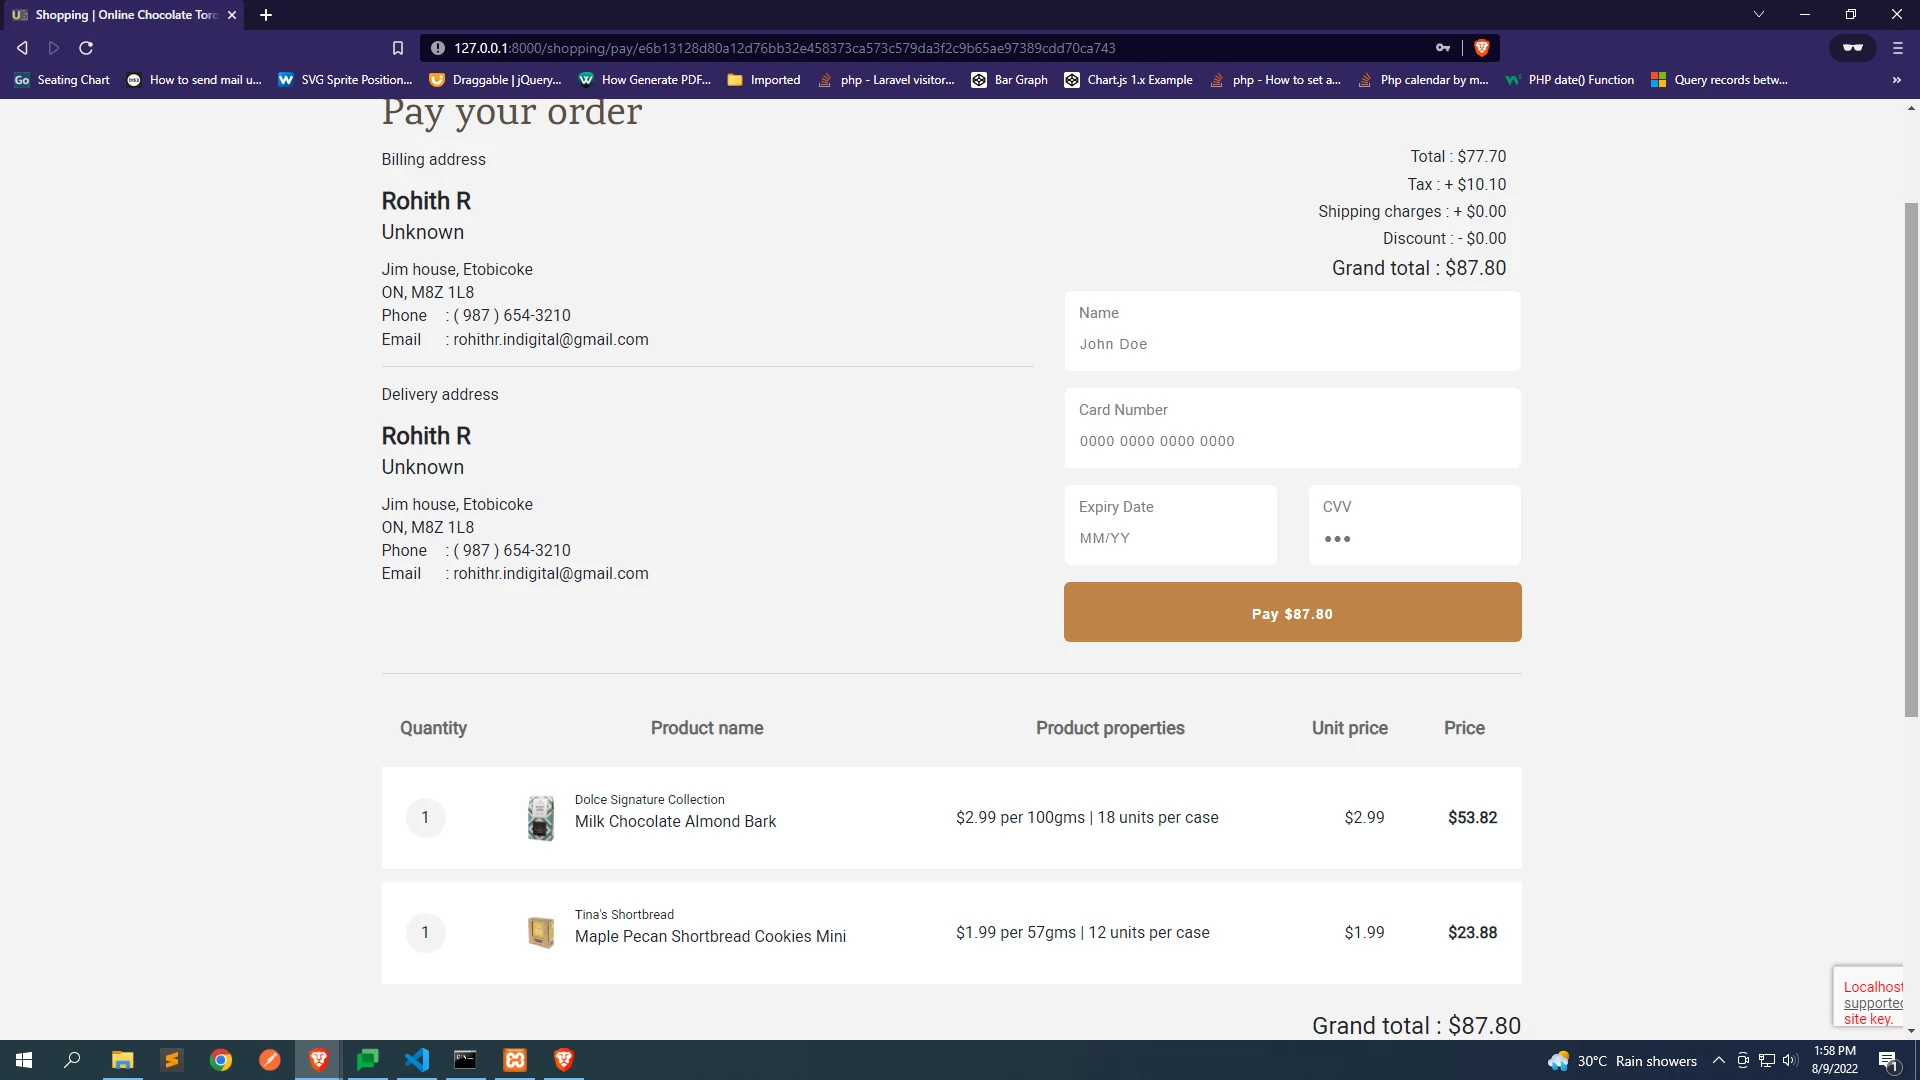 Shopping | Online Chocolate Toro
127.0.0.1:8000/shopping/pay/e6b13128d80a12d76bb32e458373ca573c579da3f2c9b65ae97389cdd70ca743
Seating Chart
How to send mail u...
SVG Sprite Position...
Draggable | jQuery...
How Generate PDF...
Imported
php - Laravel visitor...
Bar Graph
Chart.js 1.x Example
php - How to set a...
Php calendar by m...
PHP date() Function
Query records betw...
Pay your order
Billing address
Rohith R
Unknown
Jim house, Etobicoke
ON, M8Z 1L8
Phone : ( 987 ) 654-3210
Email : rohithr.indigital@gmail.com
Delivery address
Rohith R
Unknown
Jim house, Etobicoke
ON, M8Z 1L8
Phone : ( 987 ) 654-3210
Email : rohithr.indigital@gmail.com
Total : $77.70
Tax : + $10.10
Shipping charges : + $0.00
Discount : - $0.00
Grand total : $87.80
Name
John Doe
Card Number
0000 0000 0000 0000
Expiry Date
MM/YY
CVV
•••
Pay $87.80
Quantity Product name Product properties Unit price Price
Dolce Signature Collection
1 Milk Chocolate Almond Bark $2.99 per 100gms | 18 units per case $2.99 $53.82
Tina's Shortbread
1 Maple Pecan Shortbread Cookies Mini $1.99 per 57gms | 12 units per case $1.99 $23.88
Grand total : $87.80
Localhost
supported
site key.
30°C Rain showers
1:58 PM
8/9/2022
1